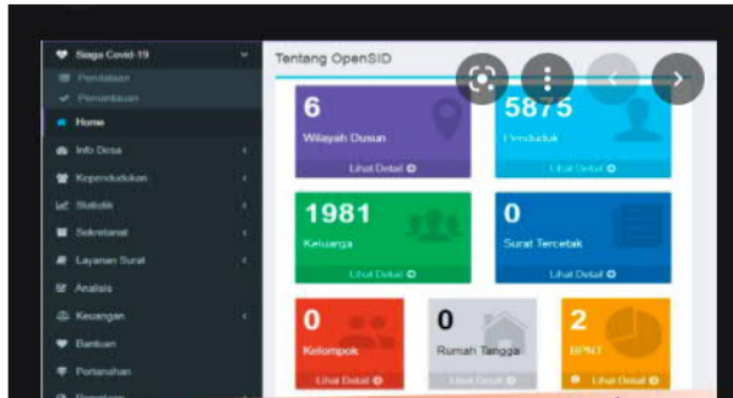 Siaga Covid-19
Pendataan
Pemantauan
Home
Info Desa
Kependudukan
Statistik
Sekretariat
Layanan Surat
Analisis
Keuangan
Bantuan
Pertanahan
Tentang OpenSID
6
Wilayah Dusun
Lihat Detail
5875
Penduduk
Lihat Detail
1981
Keluarga
Lihat Detail
0
Surat Tercetak
Lihat Detail
0
Kelompok
Lihat Detail
0
Rumah Tangga
Lihat Detail
2
BPNT
Lihat Detail